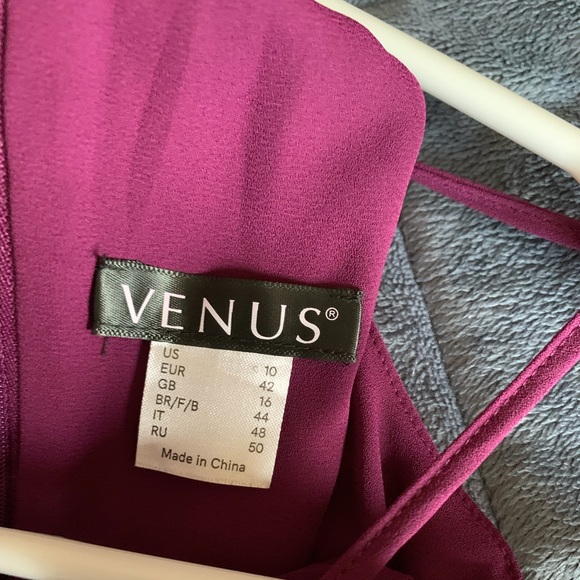 VENUS®
US 10
EUR 42
GB 16
BR/F/B 44
IT 48
RU 50
Made in China